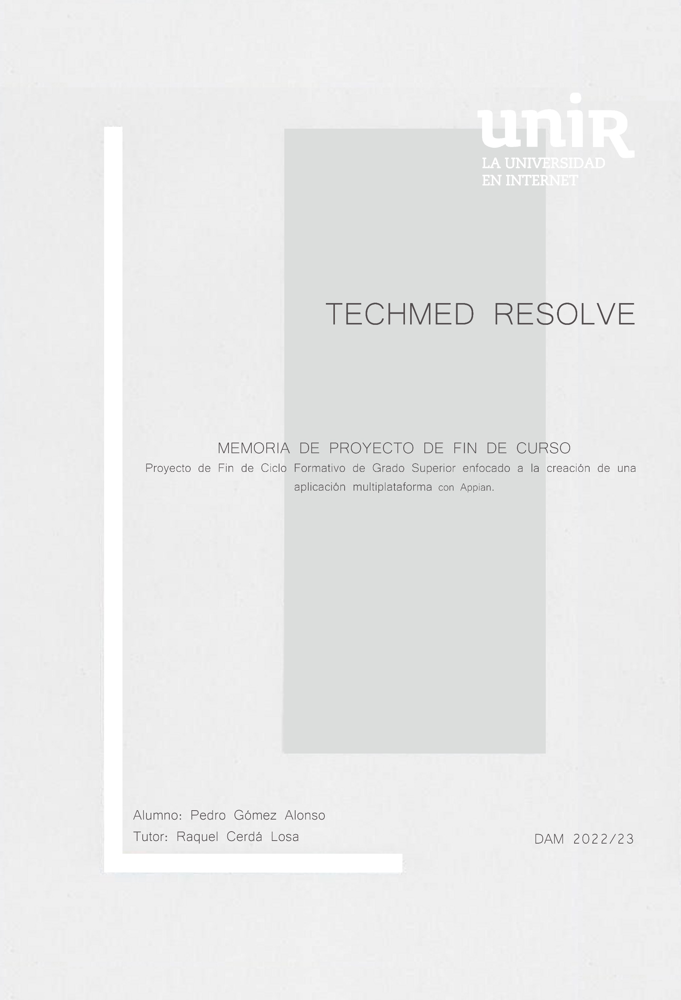 uniR
LA UNIVERSIDAD
EN INTERNET
TECHMED RESOLVE
MEMORIA DE PROYECTO DE FIN DE CURSO
Proyecto de Fin de Ciclo Formativo de Grado Superior enfocado a la creación de una
aplicación multiplataforma con Appian.
Alumno: Pedro Gómez Alonso
Tutor: Raquel Cerdá Losa
DAM 2022/23